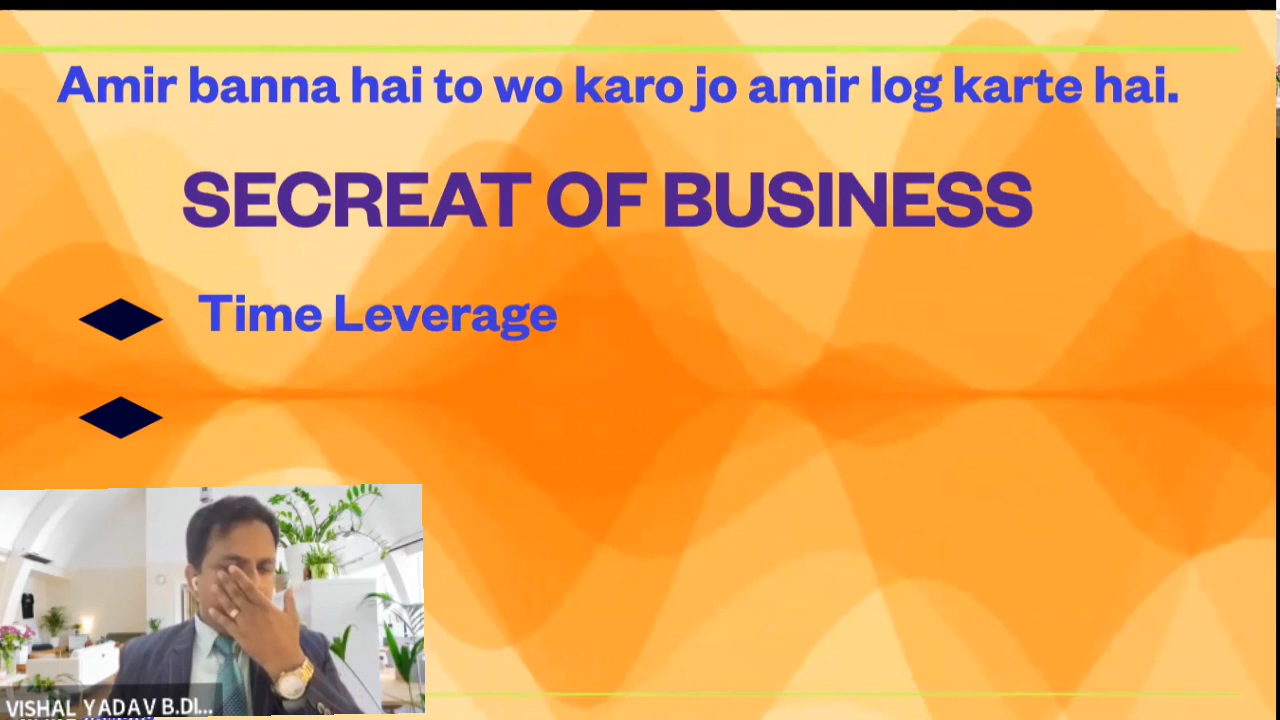 Amir banna hai to wo karo jo amir log karte hai.
SECREAT OF BUSINESS
Time Leverage
VISHAL YADAV B.DI...